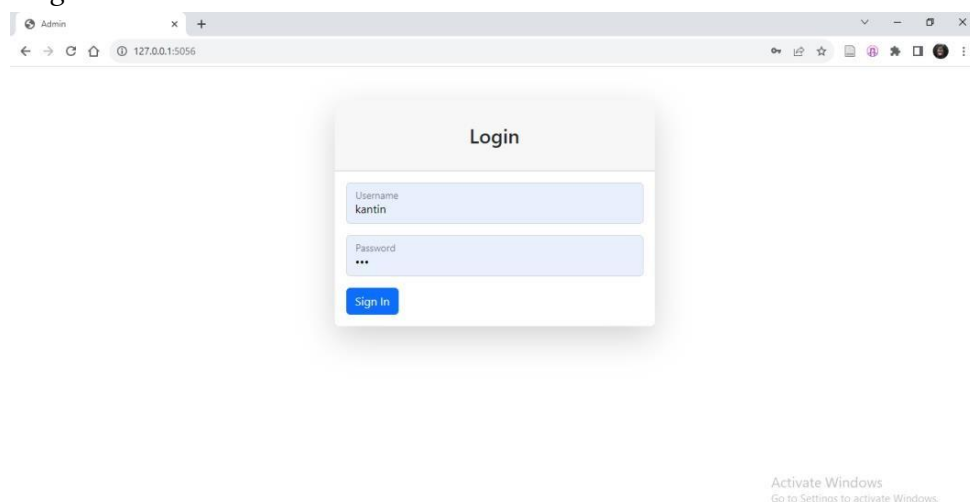 Admin
127.0.0.1:5056
Login
Username
kantin
Password
•••
Sign In
Activate Windows
Go to Settings to activate Windows.